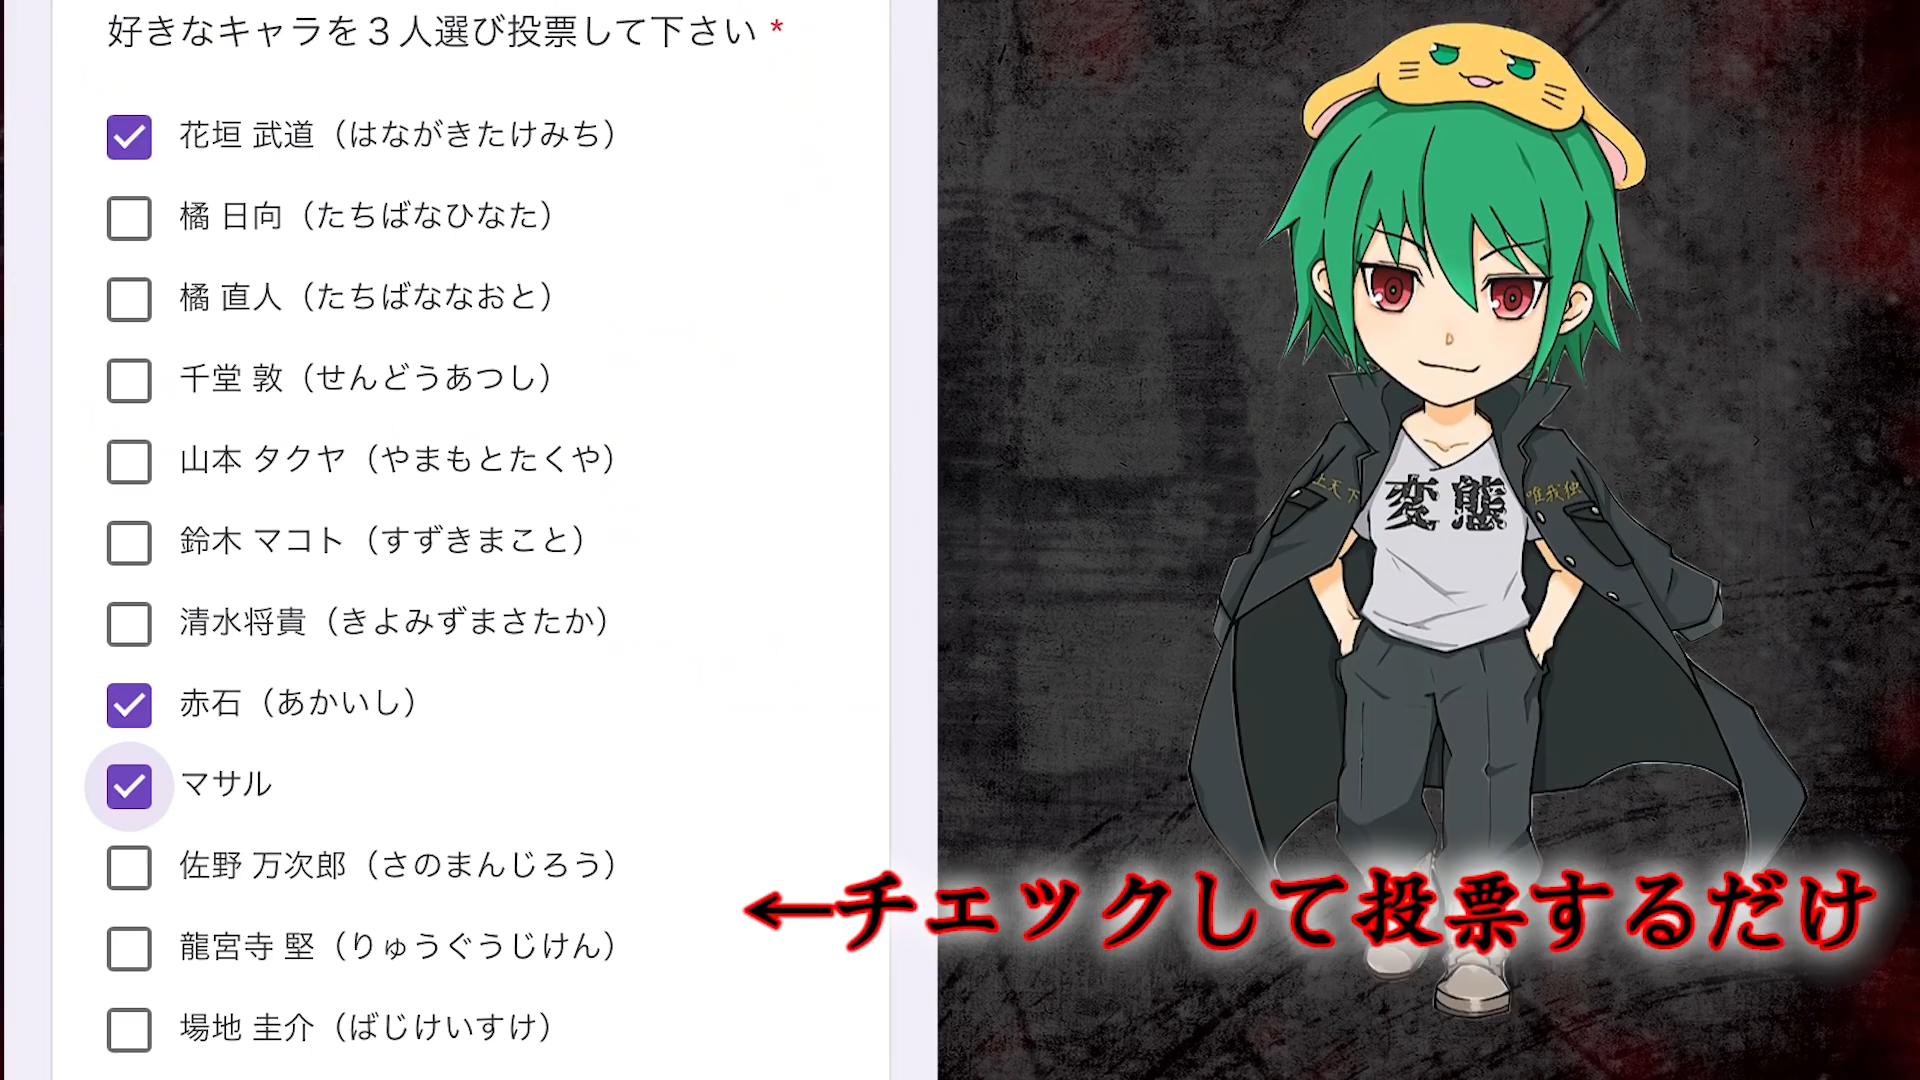 好きなキャラを３人選び投票して下さい *
花垣 武道（はながきたけみち）
橘 日向（たちばなひなた）
橘 直人（たちばななおと）
千堂 敦（せんどうあつし）
山本 タクヤ（やまもとたくや）
鈴木 マコト（すずきまこと）
清水将貴（きよみずまさたか）
赤石（あかいし）
マサル
佐野 万次郎（さのまんじろう）
龍宮寺 堅（りゅうぐうじけん）
場地 圭介（ばじけいすけ）
上天下
唯我独
変態
←チェックして投票するだけ